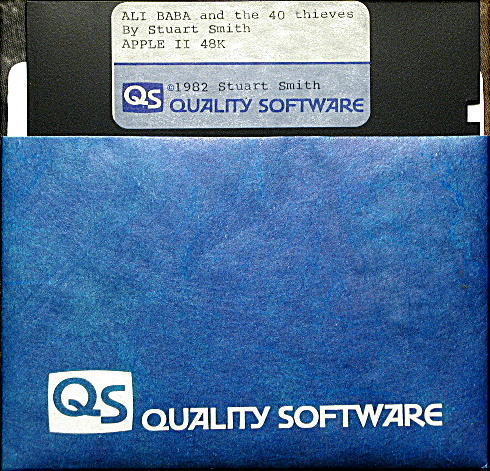 ALI BABA and the 40 thieves
By Stuart Smith
APPLE II 48K
©1982 Stuart Smith
QS QUALITY SOFTWARE
QS QUALITY SOFTWARE